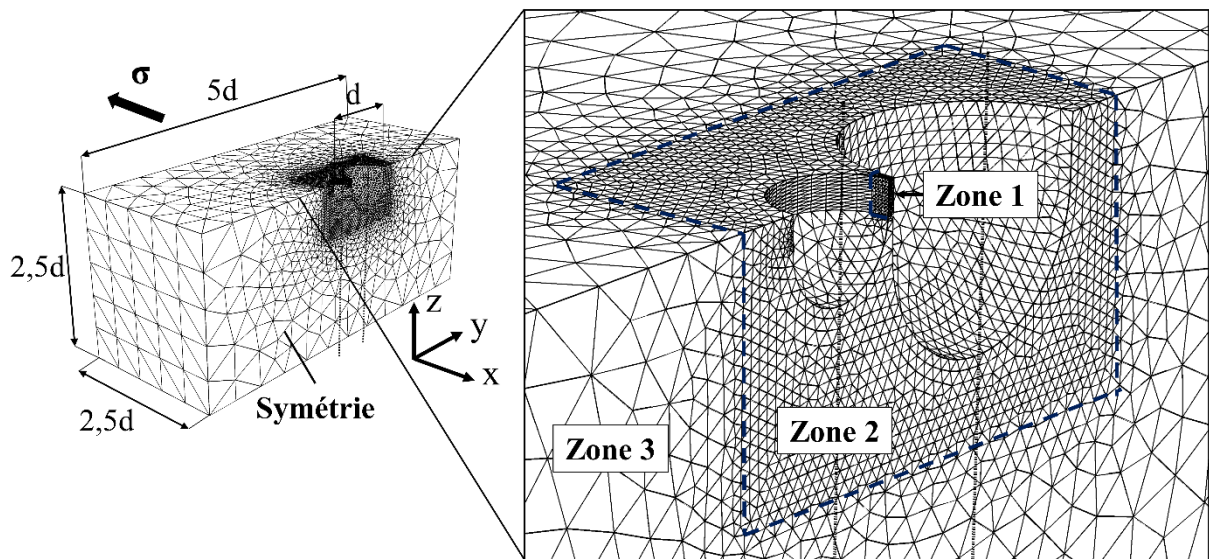 σ
5d
d
2,5d
2,5d
Symétrie
z
y
x
Zone 1
Zone 2
Zone 3